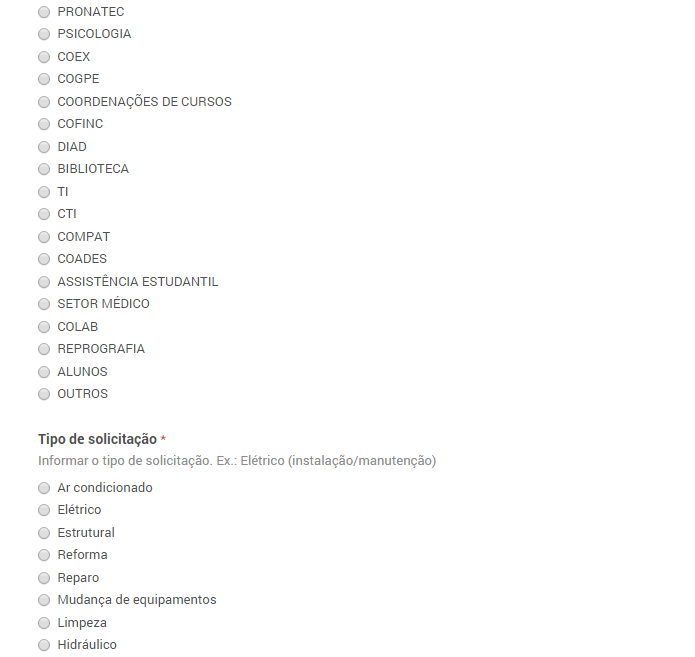 PRONATEC
PSICOLOGIA
COEX
COGPE
COORDENAÇÕES DE CURSOS
COFINC
DIAD
BIBLIOTECA
TI
CTI
COMPAT
COADES
ASSISTÊNCIA ESTUDANTIL
SETOR MÉDICO
COLAB
REPROGRAFIA
ALUNOS
OUTROS
Tipo de solicitação *
Informar o tipo de solicitação. Ex.: Elétrico (instalação/manutenção)
Ar condicionado
Elétrico
Estrutural
Reforma
Reparo
Mudança de equipamentos
Limpeza
Hidráulico